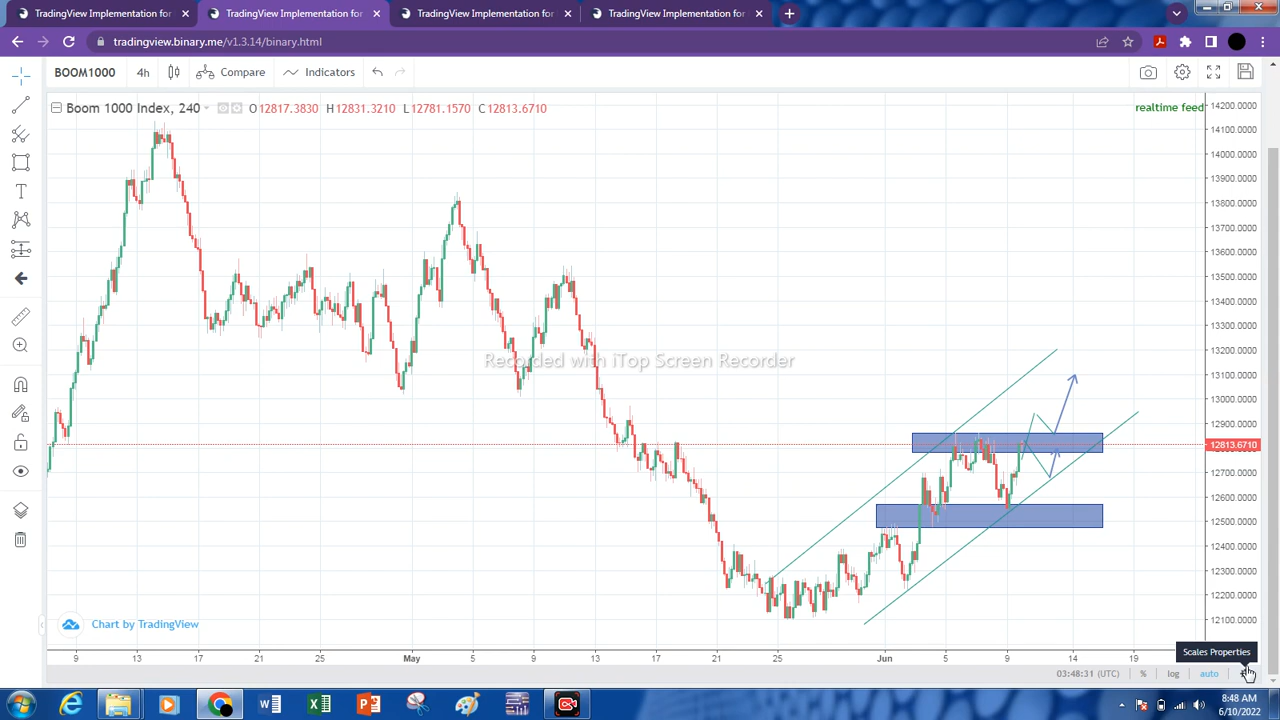 TradingView Implementation for
TradingView Implementation for
TradingView Implementation for
TradingView Implementation for
tradingview.binary.me/v1.3.14/binary.html
BOOM1000
4h
Compare
Indicators
Boom 1000 Index, 240
O12817.3830 H12831.3210 L12781.1570 C12813.6710
realtime feed
14200.0000
14100.0000
14000.0000
13900.0000
13800.0000
13700.0000
13600.0000
13500.0000
13400.0000
13300.0000
13200.0000
13100.0000
13000.0000
12900.0000
12813.6710
12700.0000
12600.0000
12500.0000
12400.0000
12300.0000
12200.0000
12100.0000
Recorded with iTop Screen Recorder
Chart by TradingView
Scales Properties
9 13 17 21 25 May 5 9 13 17 21 25 Jun 5 9 14 19
03:48:31 (UTC) % log auto
8:48 AM
6/10/2022